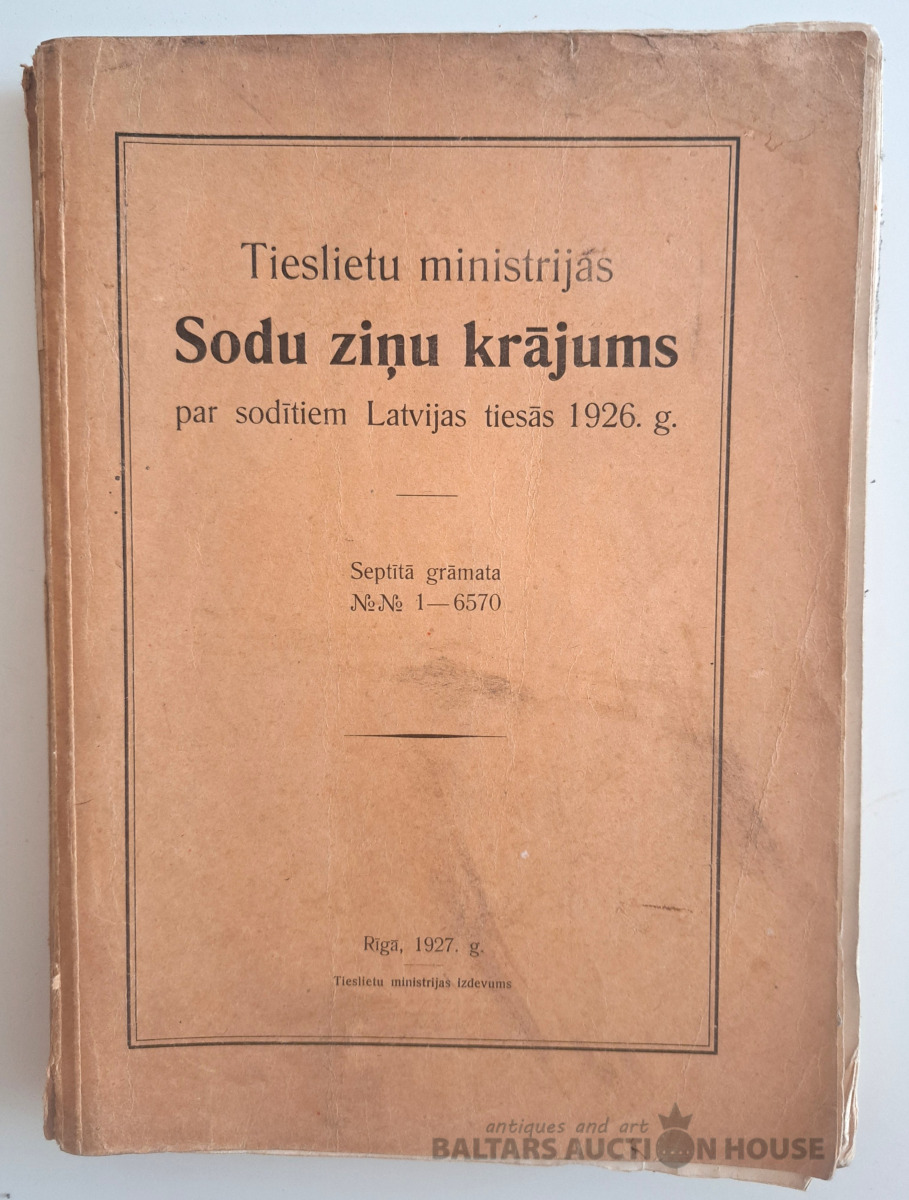 Tieslietu ministrijas
Sodu ziņu krājums
par sodītiem Latvijas tiesās 1926. g.
Septītā grāmata
№№ 1—6570
Rīgā, 1927. g.
Tieslietu ministrijas izdevums
antiques and art
BALTARS AUCTION HOUSE